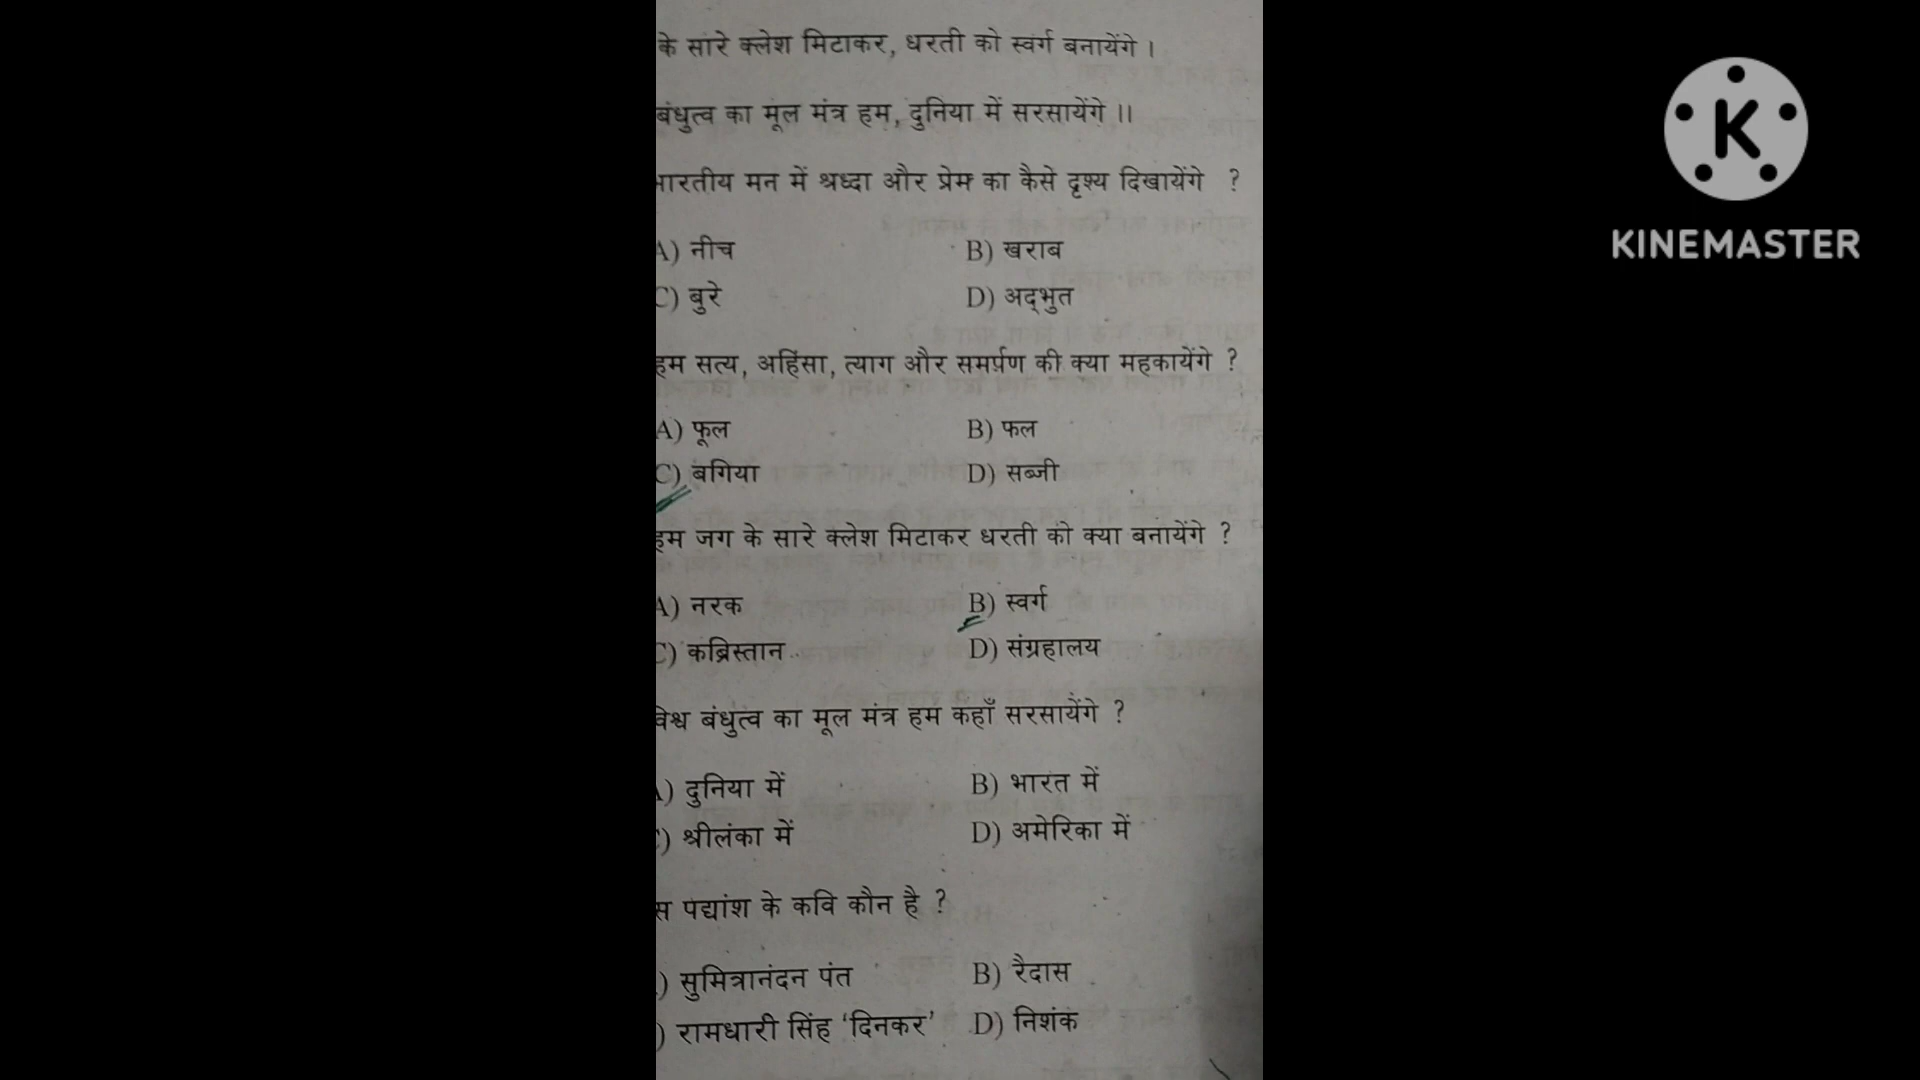 के सारे क्लेश मिटाकर, धरती को स्वर्ग बनायेंगे ।
बंधुत्व का मूल मंत्र हम, दुनिया में सरसायेंगे ।।
भारतीय मन में श्रध्दा और प्रेम का कैसे दृश्य दिखायेंगे ?
A) नीच B) खराब
C) बुरे D) अद्भुत
हम सत्य, अहिंसा, त्याग और समर्पण की क्या महकायेंगे ?
A) फूल B) फल
C) बगिया D) सब्जी
हम जग के सारे क्लेश मिटाकर धरती को क्या बनायेंगे ?
A) नरक B) स्वर्ग
C) कब्रिस्तान D) संग्रहालय
विश्व बंधुत्व का मूल मंत्र हम कहाँ सरसायेंगे ?
A) दुनिया में B) भारत में
C) श्रीलंका में D) अमेरिका में
स पद्यांश के कवि कौन है ?
) सुमित्रानंदन पंत B) रैदास
) रामधारी सिंह ‘दिनकर’ D) निशंक
K
KINEMASTER